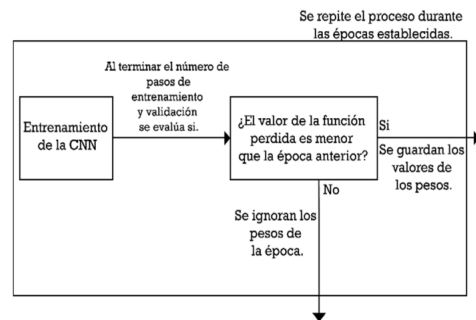 Se repite el proceso durante
las épocas establecidas.
Al terminar el número de
pasos de
entrenamiento
y validación
se evalúa si.
Entrenamiento
de la CNN
¿El valor de la función
perdida es menor
que la época anterior?
Si
Se guardan los
valores de
los pesos.
No
Se ignoran los
pesos de
la época.